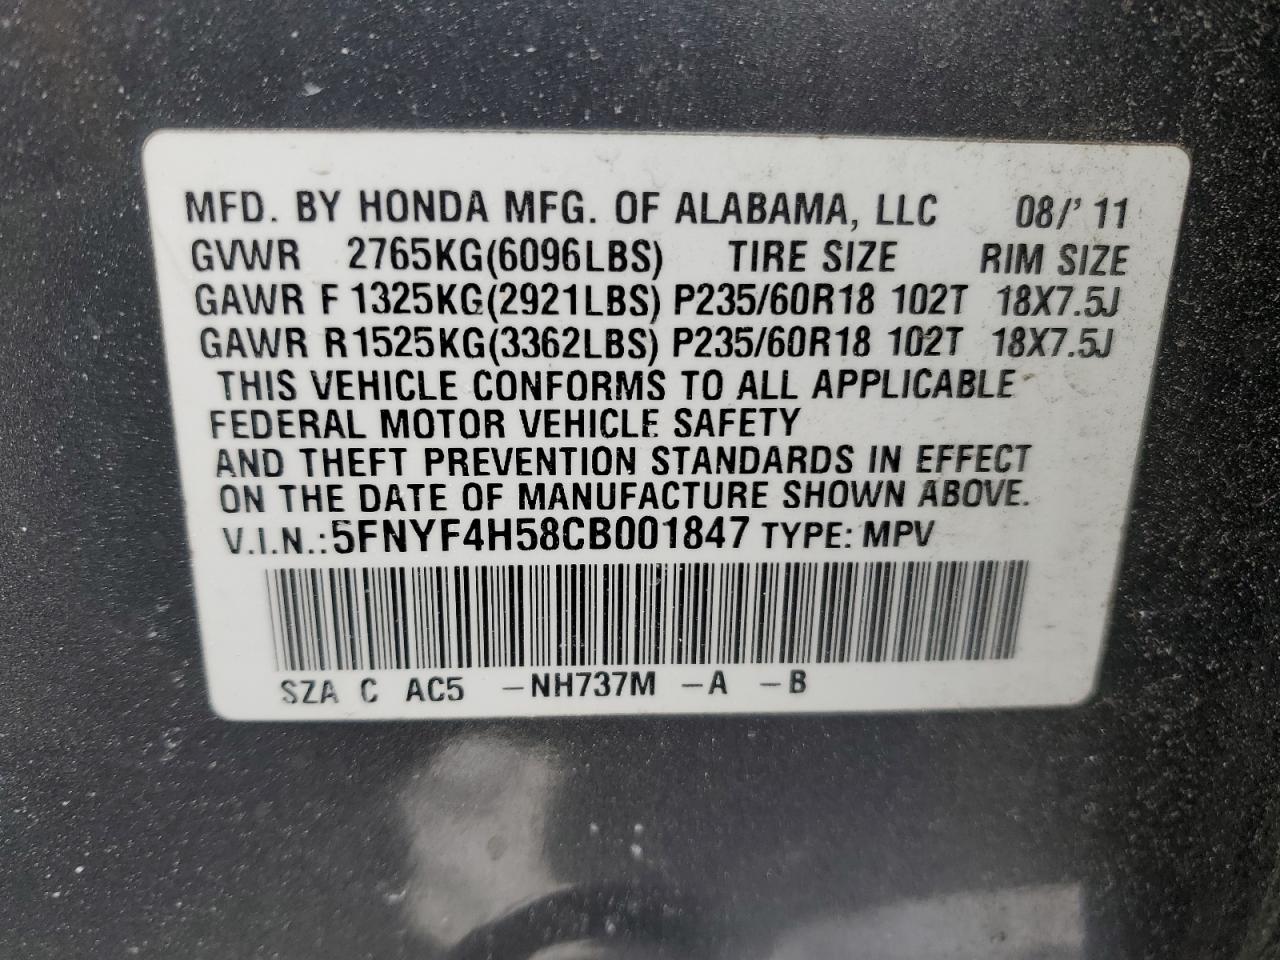 MFD. BY HONDA MFG. OF ALABAMA, LLC 08/' 11
GVWR 2765KG(6096LBS) TIRE SIZE RIM SIZE
GAWR F 1325KG(2921LBS) P235/60R18 102T 18X7.5J
GAWR R1525KG(3362LBS) P235/60R18 102T 18X7.5J
THIS VEHICLE CONFORMS TO ALL APPLICABLE
FEDERAL MOTOR VEHICLE SAFETY
AND THEFT PREVENTION STANDARDS IN EFFECT
ON THE DATE OF MANUFACTURE SHOWN ABOVE.
V.I.N.:5FNYF4H58CB001847 TYPE: MPV
SZA C AC5 -NH737M -A -B